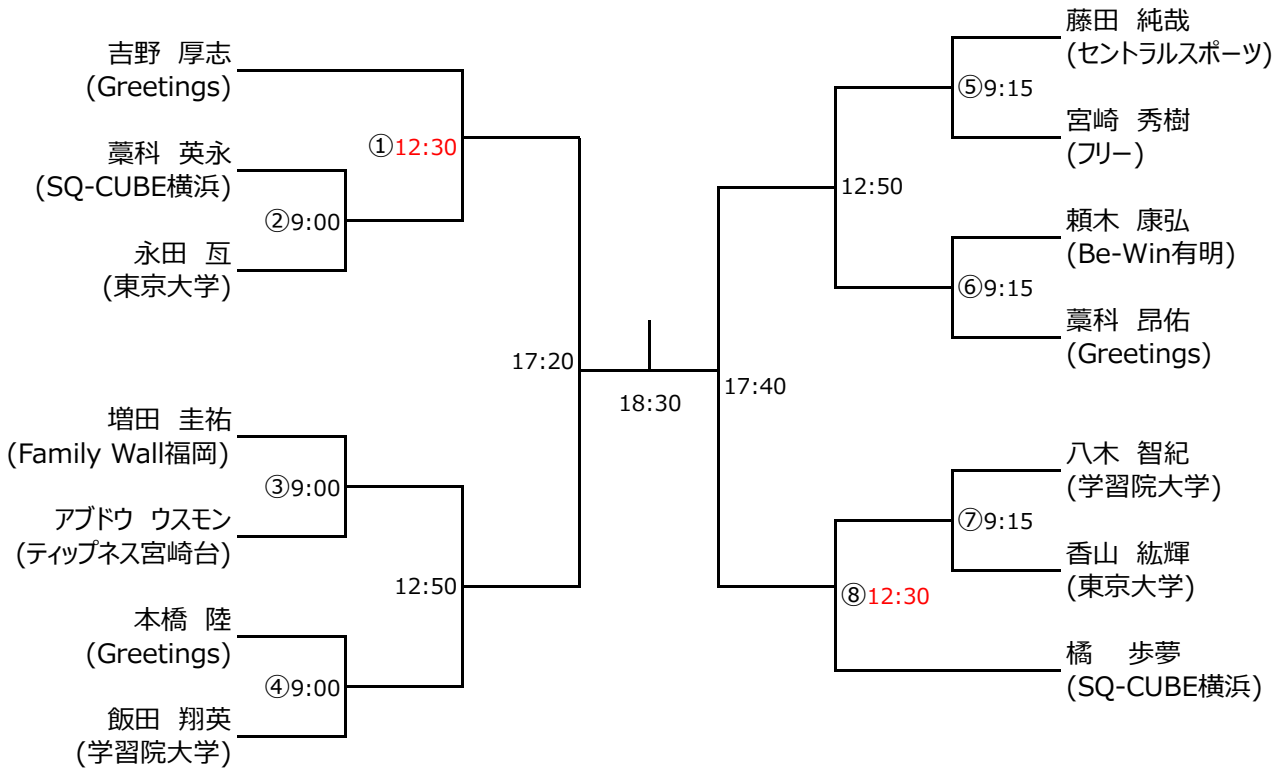 吉野 厚志
(Greetings)
①12:30
藁科 英永
(SQ-CUBE横浜)
②9:00
永田 亙
(東京大学)
17:20
増田 圭祐
(Family Wall福岡)
③9:00
アブドウ ウスモン
(ティップネス宮崎台)
12:50
本橋 陸
(Greetings)
④9:00
飯田 翔英
(学習院大学)
18:30
藤田 純哉
(セントラルスポーツ)
⑤9:15
宮崎 秀樹
(フリー)
12:50
頼木 康弘
(Be-Win有明)
⑥9:15
藁科 昂佑
(Greetings)
17:40
八木 智紀
(学習院大学)
⑦9:15
香山 紘輝
(東京大学)
⑧12:30
橘 歩夢
(SQ-CUBE横浜)